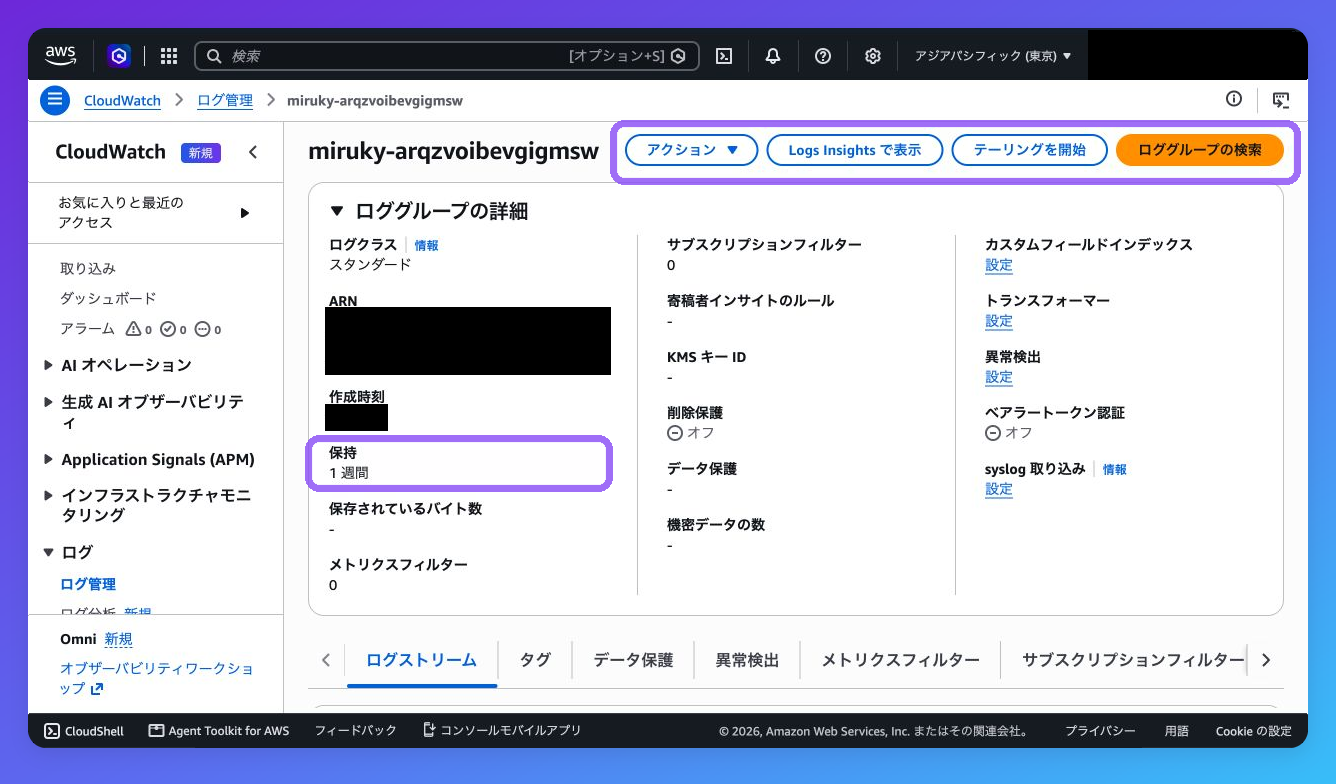 aws
検索
[オプション+S]
アジアパシフィック (東京) ▼
CloudWatch
ログ管理
miruky-arqzvoibevgigmsw
CloudWatch 新規
お気に入りと最近の
アクセス
取り込み
ダッシュボード
アラーム 0 0 0
AI オペレーション
生成 AI オブザーバビリテ
ィ
Application Signals (APM)
インフラストラクチャモニ
タリング
ログ
ログ管理
ログ分析 新規
Omni 新規
オブザーバビリティワークショ
ップ
miruky-arqzvoibevgigmsw
アクション ▼
Logs Insights で表示
テーリングを開始
ロググループの検索
▼ ロググループの詳細
ログクラス 情報
スタンダード
ARN
作成時刻
保持
1 週間
保存されているバイト数
-
メトリクスフィルター
0
サブスクリプションフィルター
0
寄稿者インサイトのルール
-
KMS キー ID
-
削除保護
オフ
データ保護
-
機密データの数
-
カスタムフィールドインデックス
設定
トランスフォーマー
設定
異常検出
設定
ベアラートークン認証
オフ
syslog 取り込み 情報
設定
ログストリーム
タグ
データ保護
異常検出
メトリクスフィルター
サブスクリプションフィルター
CloudShell
Agent Toolkit for AWS
フィードバック
コンソールモバイルアプリ
© 2026, Amazon Web Services, Inc. またはその関連会社。
プライバシー
用語
Cookie の設定